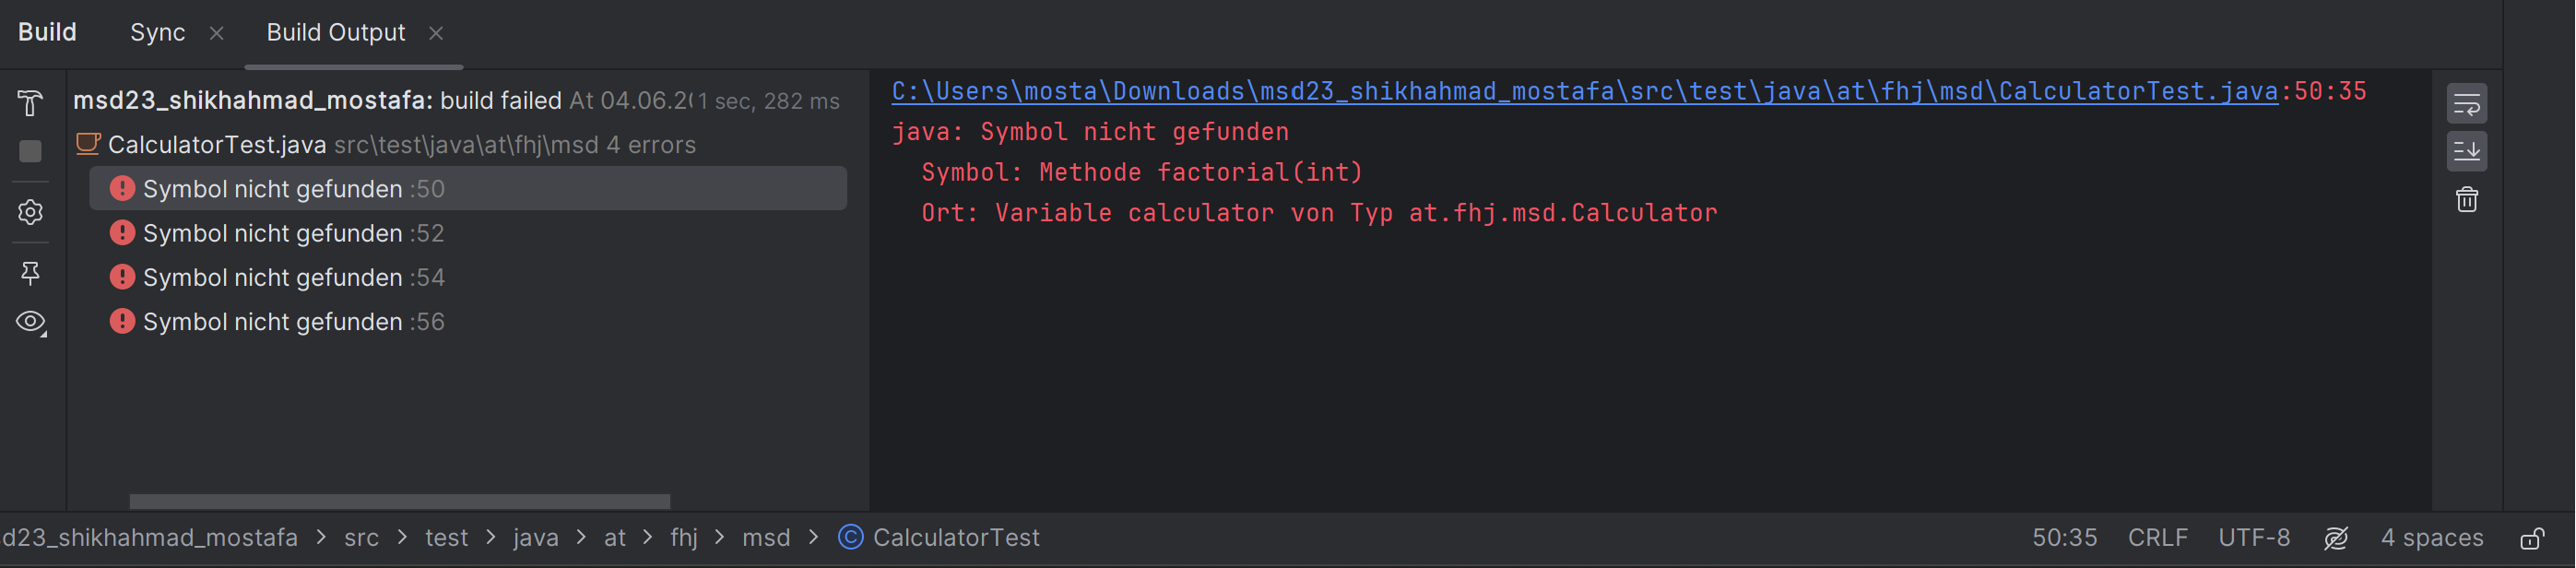 Build Sync Build Output
msd23_shikhahmad_mostafa: build failed At 04.06.20 1 sec, 282 ms
CalculatorTest.java src\test\java\at\fhj\msd 4 errors
Symbol nicht gefunden :50
Symbol nicht gefunden :52
Symbol nicht gefunden :54
Symbol nicht gefunden :56
C:\Users\mosta\Downloads\msd23_shikhahmad_mostafa\src\test\java\at\fhj\msd\CalculatorTest.java:50:35
java: Symbol nicht gefunden
Symbol: Methode factorial(int)
Ort: Variable calculator von Typ at.fhj.msd.Calculator
sd23_shikhahmad_mostafa > src > test > java > at > fhj > msd > CalculatorTest 50:35 CRLF UTF-8 4 spaces